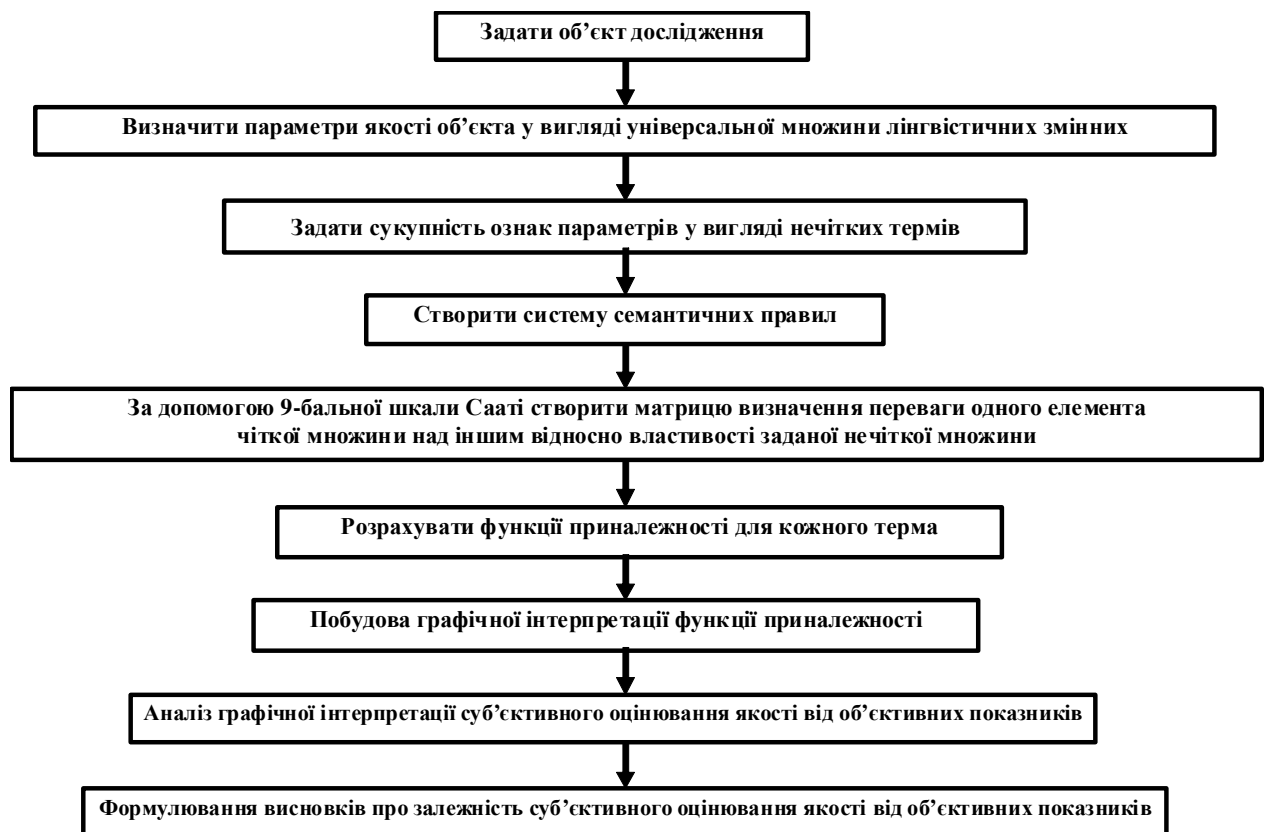 Задати об’єкт дослідження
Визначити параметри якості об’єкта у вигляді універсальної множини лінгвістичних змінних
Задати сукупність ознак параметрів у вигляді нечітких термів
Створити систему семантичних правил
За допомогою 9-бальної шкали Сааті створити матрицю визначення переваги одного елемента
чіткої множини над іншим відносно властивості заданої нечіткої множини
Розрахувати функції приналежності для кожного терма
Побудова графічної інтерпретації функції приналежності
Аналіз графічної інтерпретації суб’єктивного оцінювання якості від об’єктивних показників
Формулювання висновків про залежність суб’єктивного оцінювання якості від об’єктивних показників